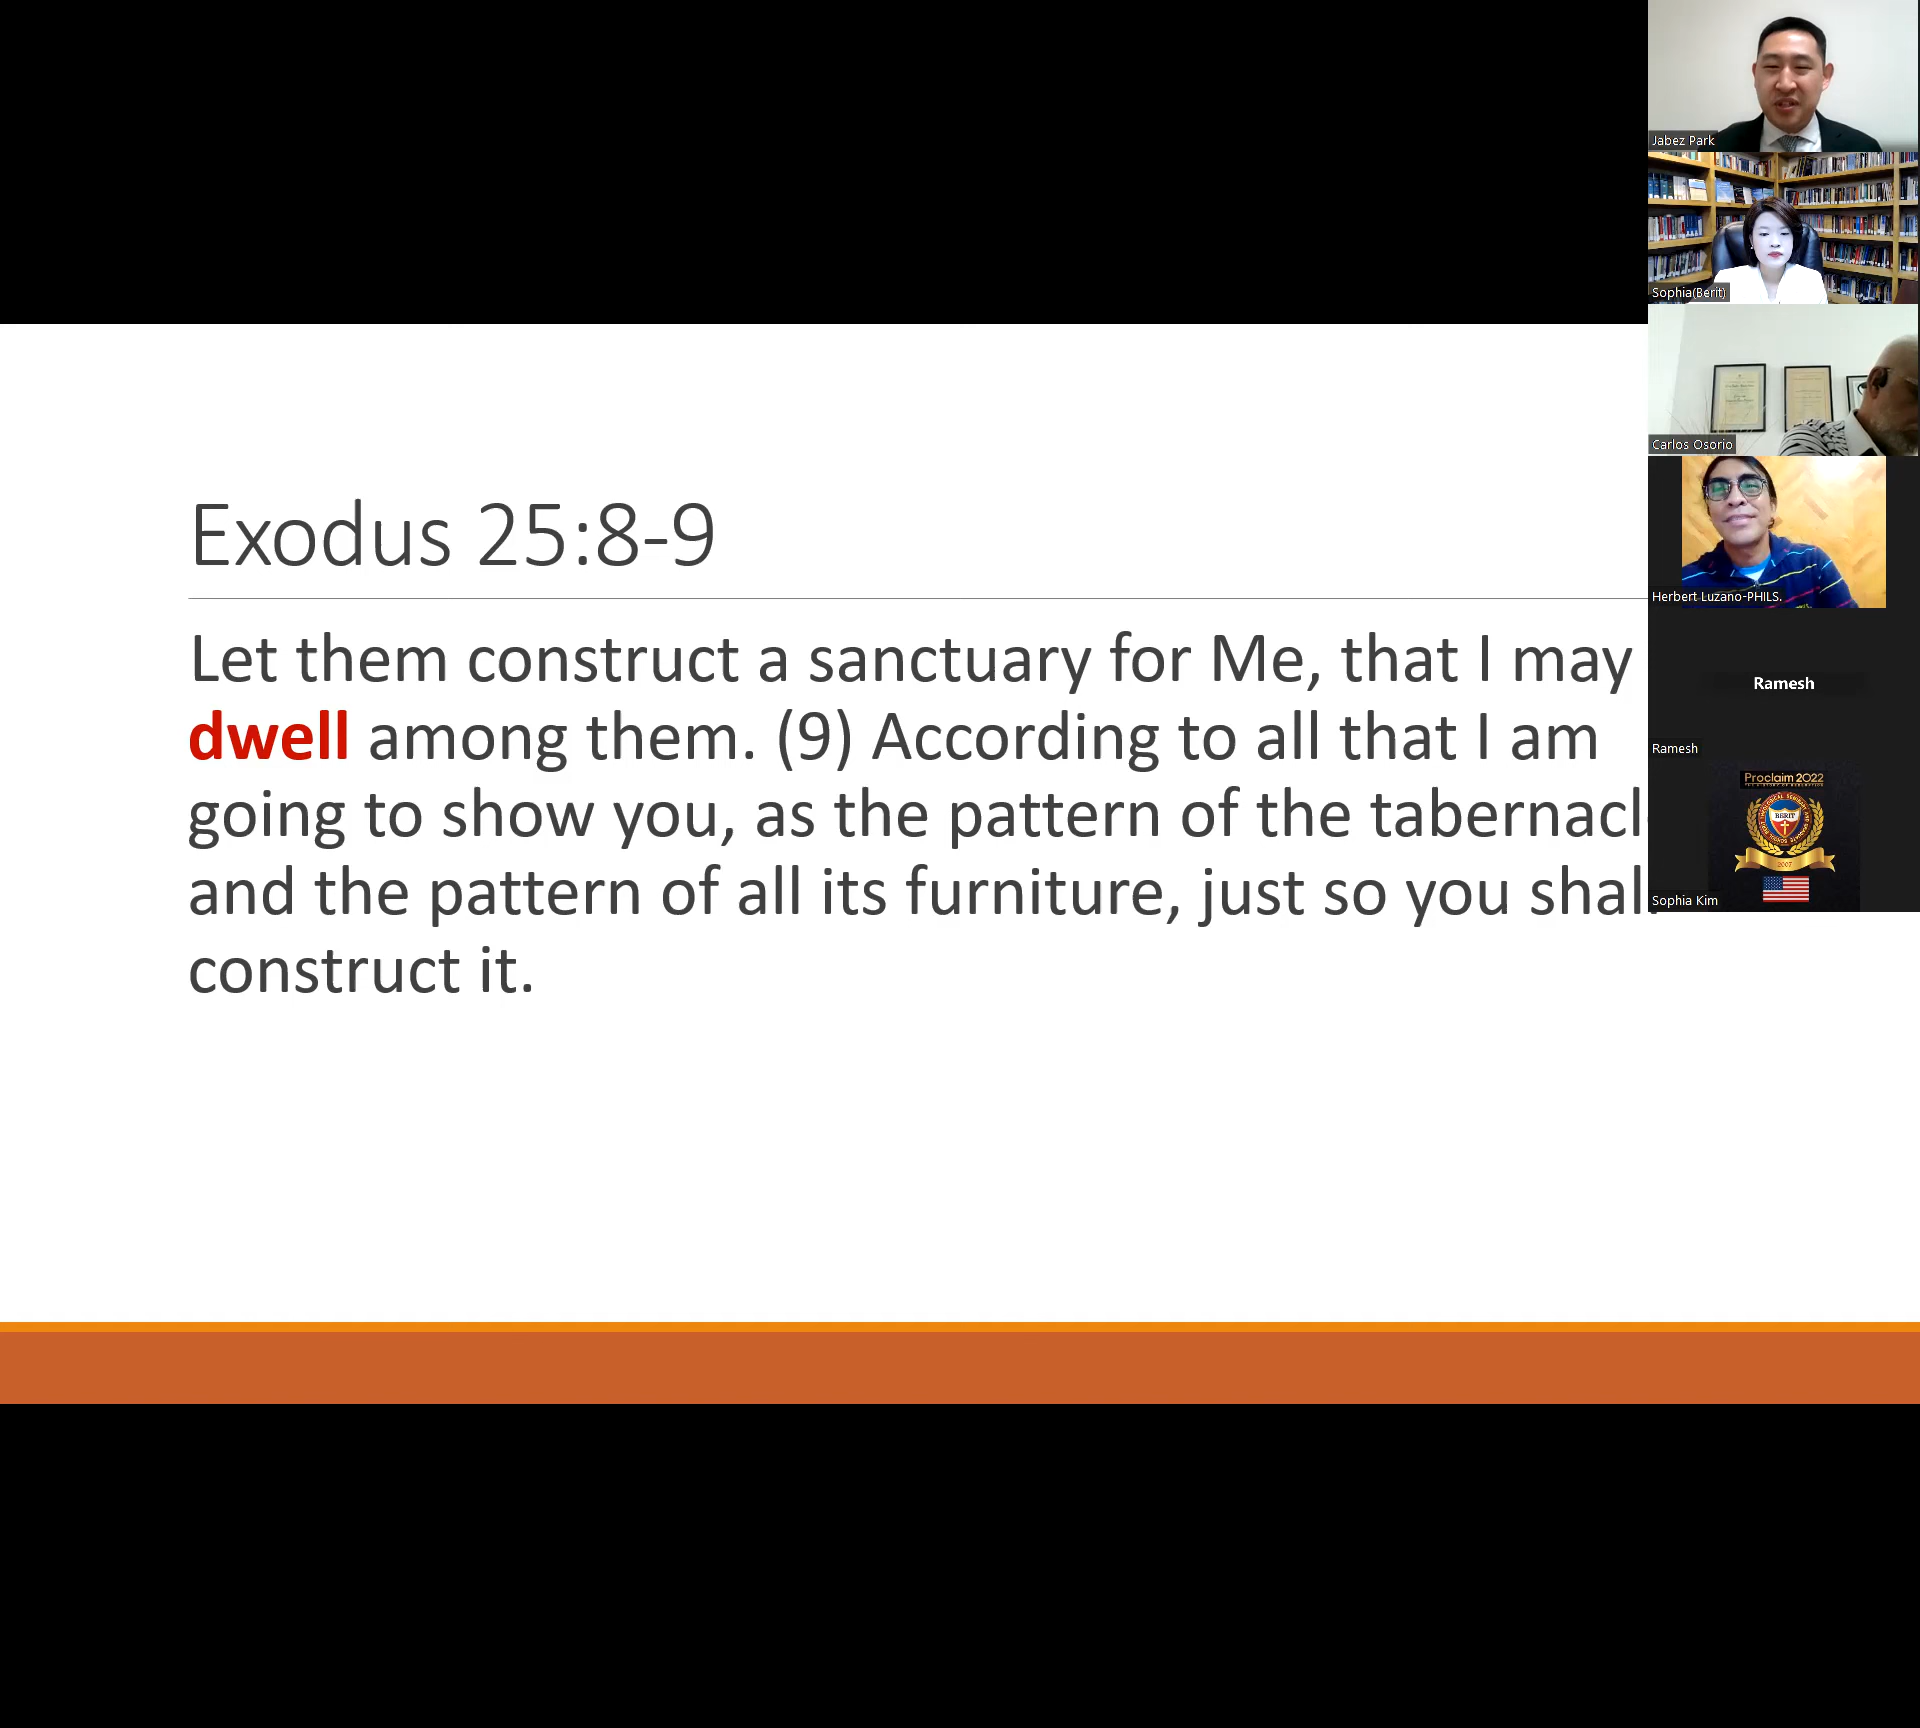 Exodus 25:8-9
Let them construct a sanctuary for Me, that I may
dwell among them. (9) According to all that I am
going to show you, as the pattern of the
and the pattern of all its furniture, just so you
construct it.
Jabez Park
Sophia(Berit)
Carlos Osorio
Herbert Luzano-PHILS.
Ramesh
Ramesh
Proclaim 2022
BERIT
2007
Sophia Kim